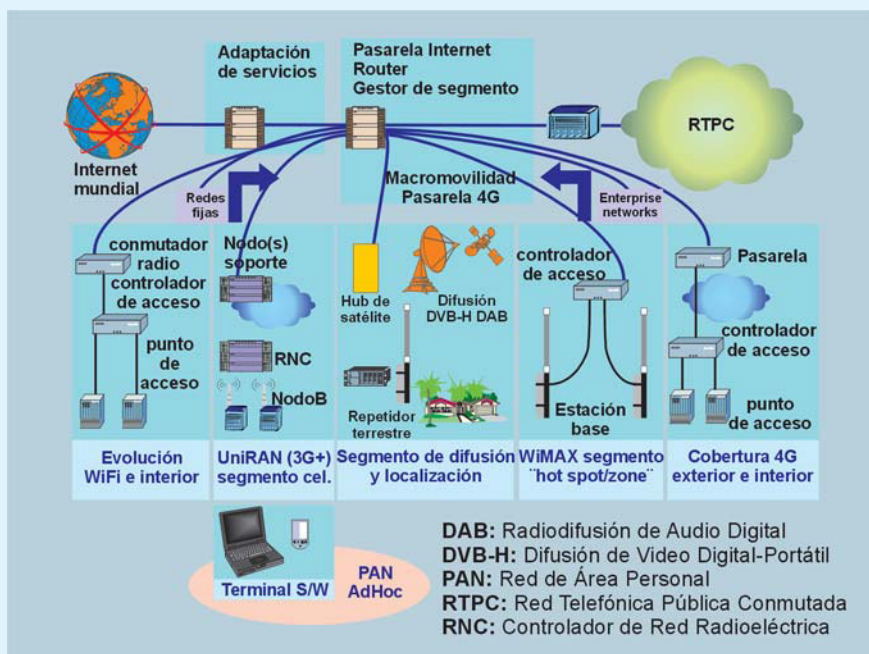 Adaptación
de servicios
Pasarela Internet
Router
Gestor de segmento
Internet
mundial
RTPC
Macromovilidad
Pasarela 4G
Redes
fijas
Enterprise
networks
conmutador
radio
controlador
de acceso
punto
de
acceso
Nodo(s)
soporte
RNC
NodoB
Hub de
satélite
Difusión
DVB-H DAB
Repetidor
terrestre
controlador
de acceso
Estación
base
Pasarela
controlador
de acceso
punto
de acceso
Evolución
WiFi e interior
UniRAN (3G+)
segmento cel.
Segmento de difusión
y localización
WiMAX segmento
¨hot spot/zone¨
Cobertura 4G
exterior e interior
Terminal S/W
PAN
AdHoc
DAB: Radiodifusión de Audio Digital
DVB-H: Difusión de Video Digital-Portátil
PAN: Red de Área Personal
RTPC: Red Telefónica Pública Conmutada
RNC: Controlador de Red Radioeléctrica